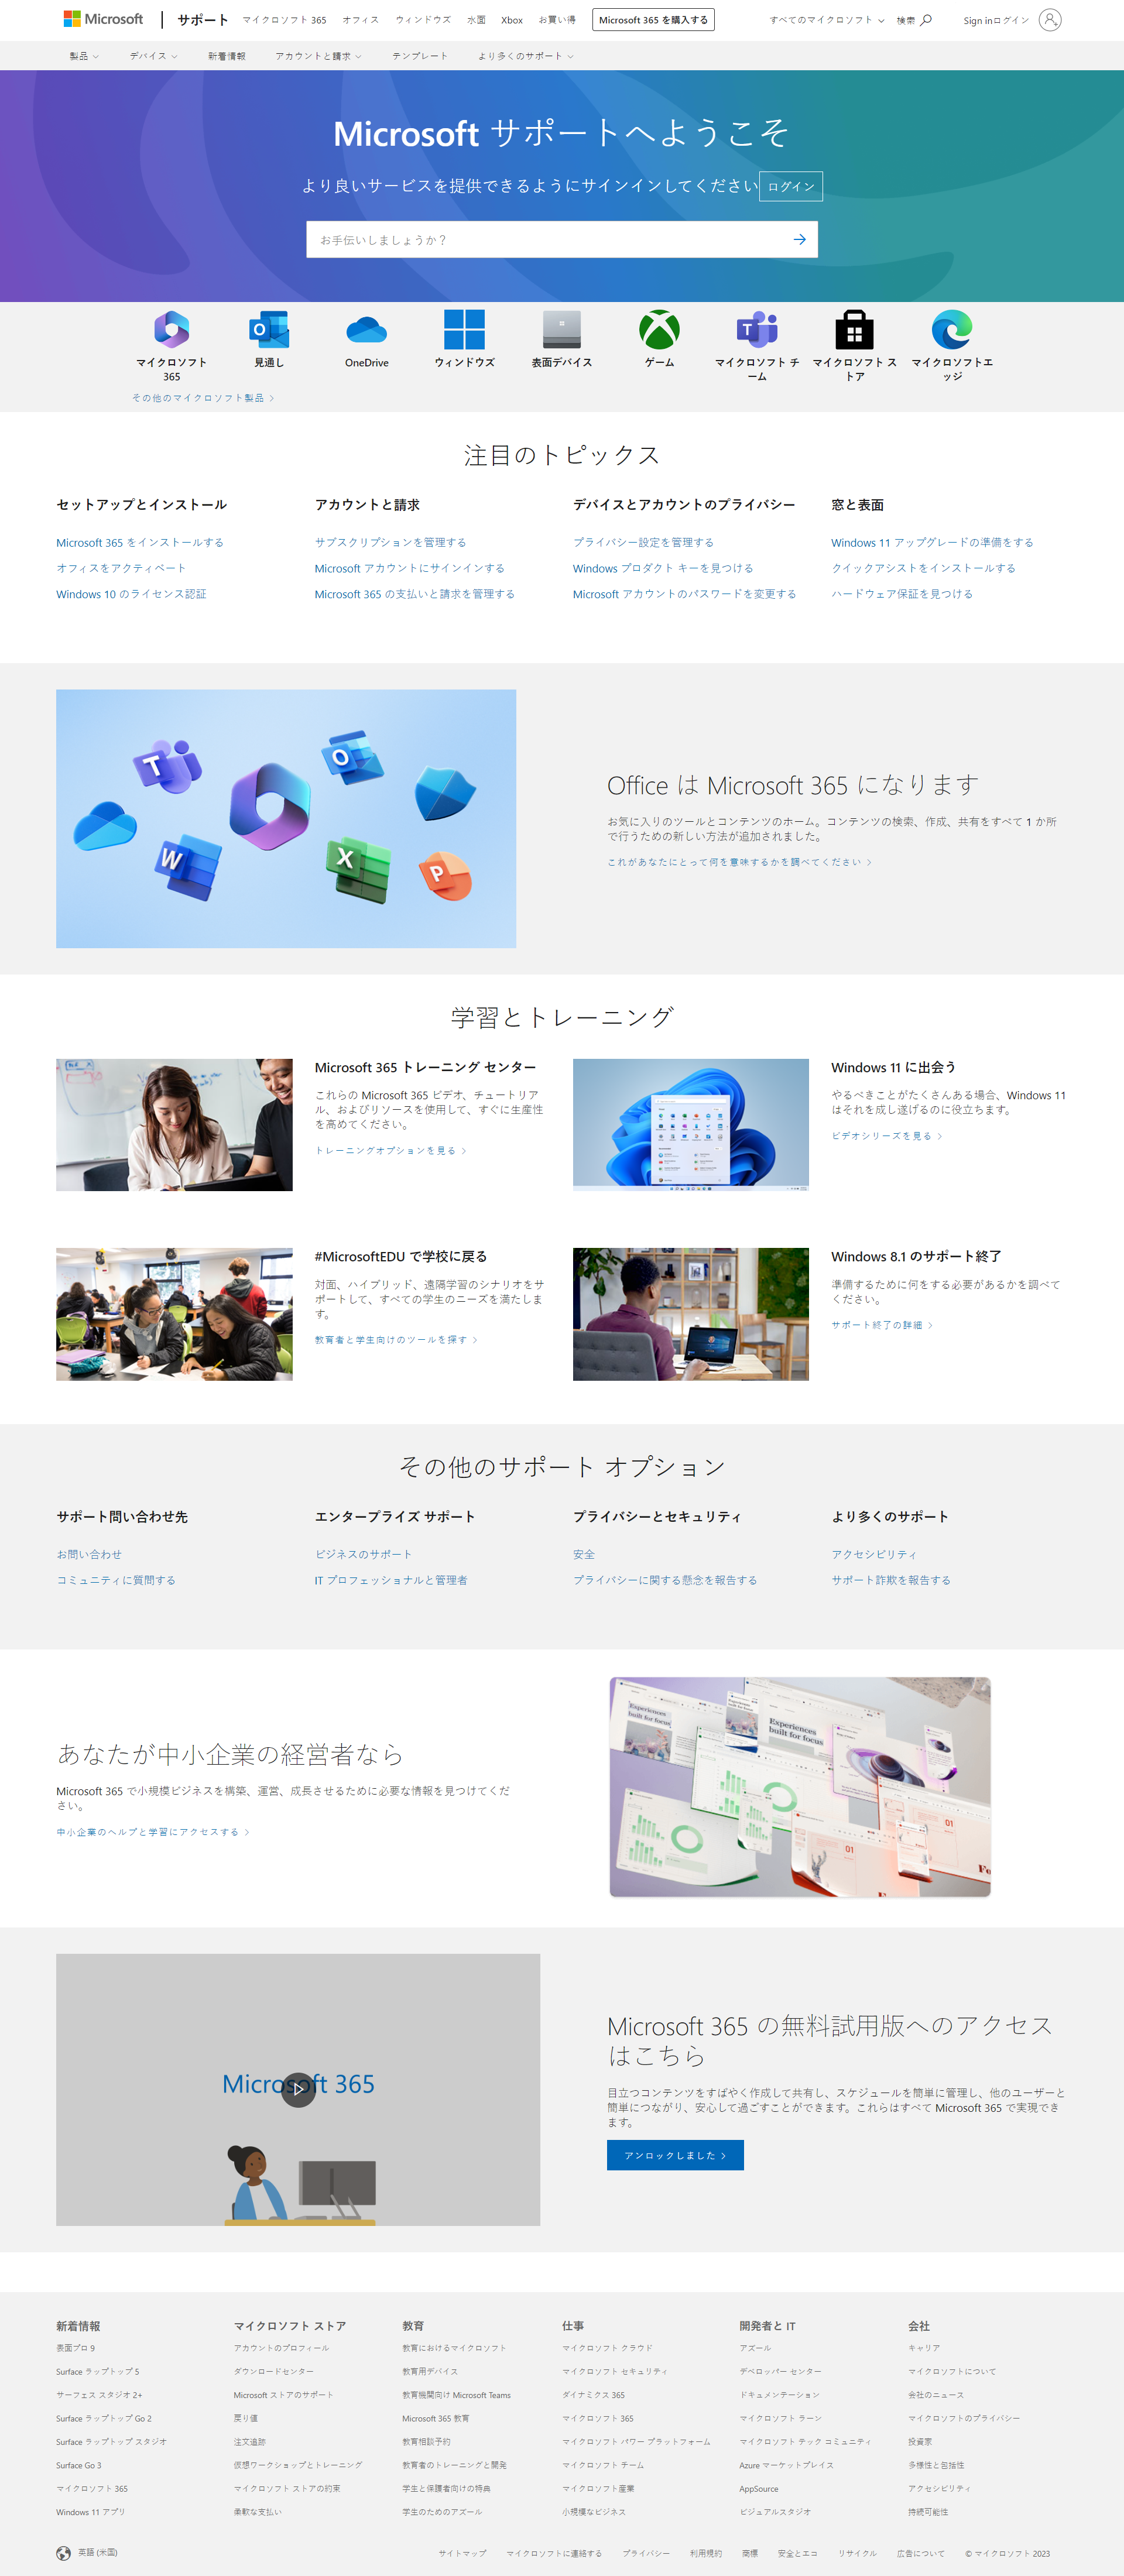 Microsoft
サポート
マイクロソフト 365
オフィス
ウィンドウズ
水面
Xbox
お買い得
Microsoft 365 を購入する
すべてのマイクロソフト
検索
Sign inログイン
製品
デバイス
新着情報
アカウントと請求
テンプレート
より多くのサポート
Microsoft サポートへようこそ
より良いサービスを提供できるようにサインインしてください
ログイン
お手伝いしましょうか？
マイクロソフト
365
見通し
OneDrive
ウィンドウズ
表面デバイス
ゲーム
マイクロソフト チ
ーム
マイクロソフト ス
トア
マイクロソフトエ
ッジ
その他のマイクロソフト製品
注目のトピックス
セットアップとインストール
Microsoft 365 をインストールする
オフィスをアクティベート
Windows 10 のライセンス認証
アカウントと請求
サブスクリプションを管理する
Microsoft アカウントにサインインする
Microsoft 365 の支払いと請求を管理する
デバイスとアカウントのプライバシー
プライバシー設定を管理する
Windows プロダクト キーを見つける
Microsoft アカウントのパスワードを変更する
窓と表面
Windows 11 アップグレードの準備をする
クイックアシストをインストールする
ハードウェア保証を見つける
Office は Microsoft 365 になります
お気に入りのツールとコンテンツのホーム。コンテンツの検索、作成、共有をすべて 1 か所
で行うための新しい方法が追加されました。
これがあなたにとって何を意味するかを調べてください
学習とトレーニング
Microsoft 365 トレーニング センター
これらの Microsoft 365 ビデオ、チュートリア
ル、およびリソースを使用して、すぐに生産性
を高めてください。
トレーニングオプションを見る
Windows 11 に出会う
やるべきことがたくさんある場合、Windows 11
はそれを成し遂げるのに役立ちます。
ビデオシリーズを見る
#MicrosoftEDU で学校に戻る
対面、ハイブリッド、遠隔学習のシナリオをサ
ポートして、すべての学生のニーズを満たしま
す。
教育者と学生向けのツールを探す
Windows 8.1 のサポート終了
準備するために何をする必要があるかを調べて
ください。
サポート終了の詳細
その他のサポート オプション
サポート問い合わせ先
お問い合わせ
コミュニティに質問する
エンタープライズ サポート
ビジネスのサポート
IT プロフェッショナルと管理者
プライバシーとセキュリティ
安全
プライバシーに関する懸念を報告する
より多くのサポート
アクセシビリティ
サポート詐欺を報告する
あなたが中小企業の経営者なら
Microsoft 365 で小規模ビジネスを構築、運営、成長させるために必要な情報を見つけてくだ
さい。
中小企業のヘルプと学習にアクセスする
Experiences
built for focus
Experiences
built for focus
01
01
Microsoft 365
Microsoft 365 の無料試用版へのアクセス
はこちら
目立つコンテンツをすばやく作成して共有し、スケジュールを簡単に管理し、他のユーザーと
簡単につながり、安心して過ごすことができます。これらはすべて Microsoft 365 で実現でき
ます。
アンロックしました
新着情報
表面プロ 9
Surface ラップトップ 5
サーフェス スタジオ 2+
Surface ラップトップ Go 2
Surface ラップトップ スタジオ
Surface Go 3
マイクロソフト 365
Windows 11 アプリ
マイクロソフト ストア
アカウントのプロフィール
ダウンロードセンター
Microsoft ストアのサポート
戻り値
注文追跡
仮想ワークショップとトレーニング
マイクロソフト ストアの約束
柔軟な支払い
教育
教育におけるマイクロソフト
教育用デバイス
教育機関向け Microsoft Teams
Microsoft 365 教育
教育相談予約
教育者のトレーニングと開発
学生と保護者向けの特典
学生のためのアズール
仕事
マイクロソフト クラウド
マイクロソフト セキュリティ
ダイナミクス 365
マイクロソフト 365
マイクロソフト パワー プラットフォーム
マイクロソフト チーム
マイクロソフト産業
小規模なビジネス
開発者と IT
アズール
デベロッパー センター
ドキュメンテーション
マイクロソフト ラーン
マイクロソフト テック コミュニティ
Azure マーケットプレイス
AppSource
ビジュアルスタジオ
会社
キャリア
マイクロソフトについて
会社のニュース
マイクロソフトのプライバシー
投資家
多様性と包括性
アクセシビリティ
持続可能性
英語 (米国)
サイトマップ
マイクロソフトに連絡する
プライバシー
利用規約
商標
安全とエコ
リサイクル
広告について
© マイクロソフト 2023